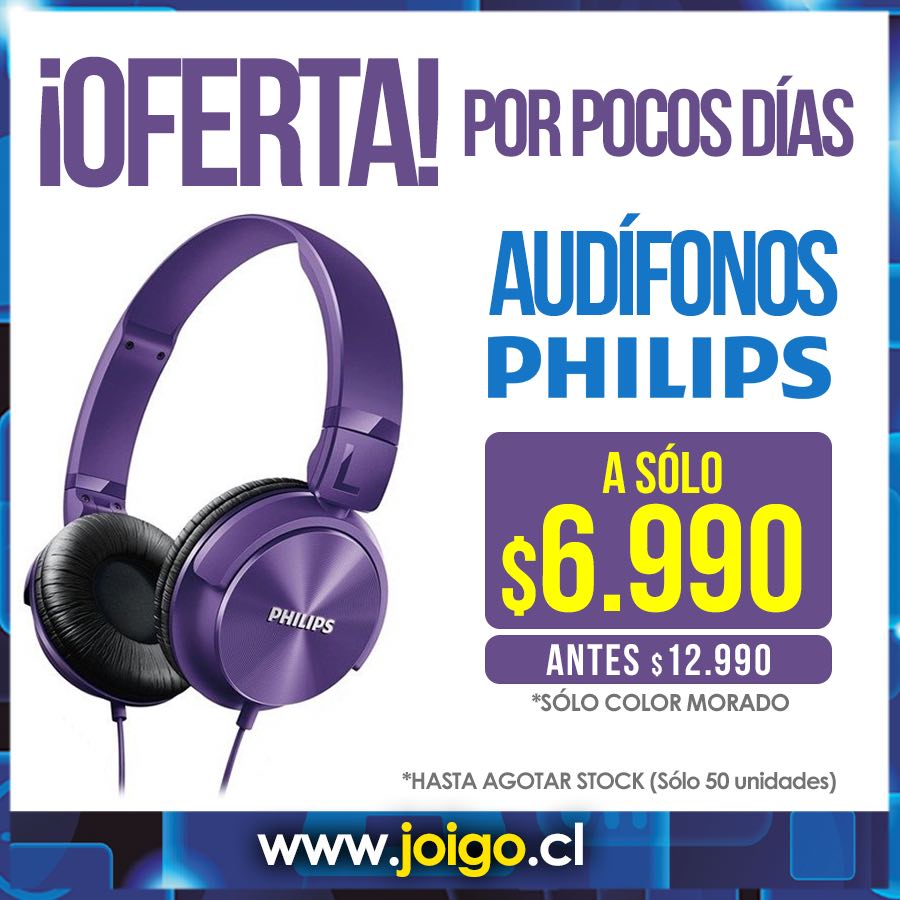 ¡OFERTA! POR POCOS DÍAS
AUDÍFONOS
PHILIPS
A SÓLO
$6.990
ANTES $12.990
*SÓLO COLOR MORADO
L
PHILIPS
*HASTA AGOTAR STOCK (Sólo 50 unidades)
www.joigo.cl